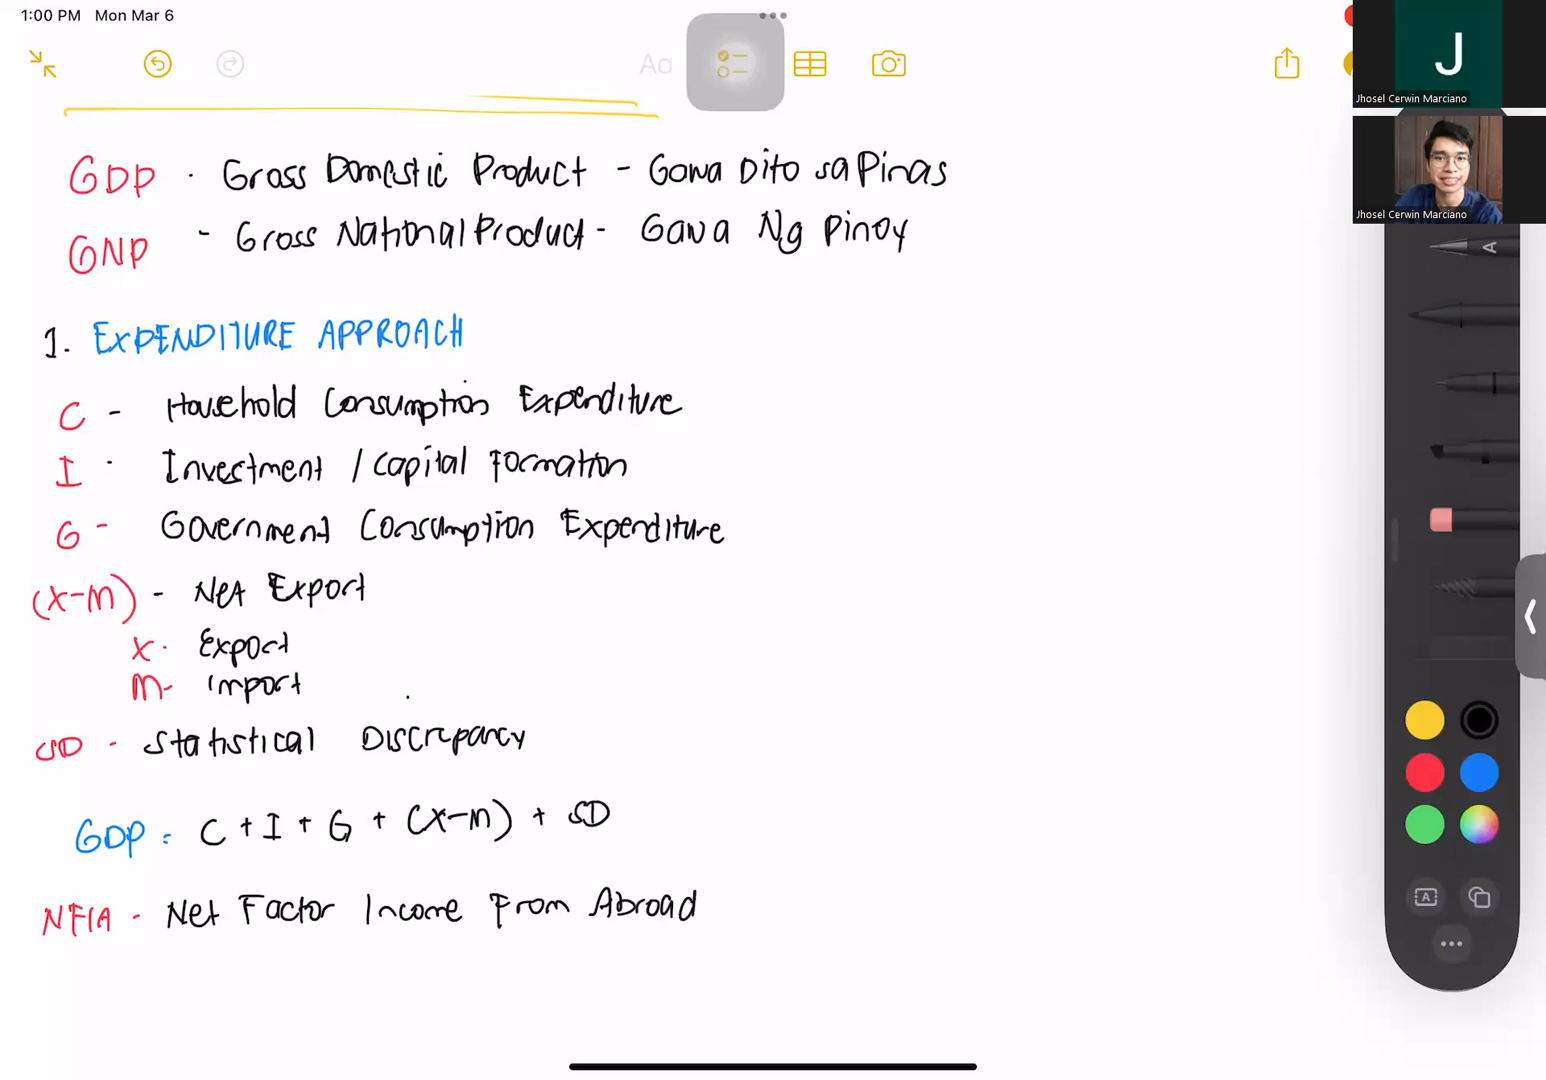 1:00 PM Mon Mar 6
Aa
Jhosel Cerwin Marciano
Jhosel Cerwin Marciano
GDP - Gross Domestic Product - Gawa Dito sa Pinas
GNP - Gross National Product - Gawa Ng Pinoy
1. EXPENDITURE APPROACH
C - Household Consumption Expenditure
I - Investment / Capital Formation
G - Government Consumption Expenditure
(X-M) - Net Export
X - Export
M - Import
SD - Statistical Discrepancy
GDP = C + I + G + (X-M) + SD
NFIA - Net Factor Income From Abroad
A
A